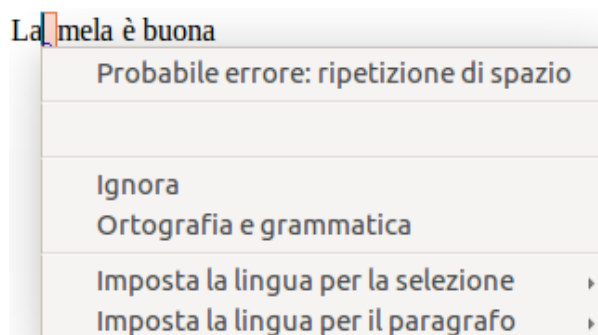 La  mela è buona
Probabile errore: ripetizione di spazio
Ignora
Ortografia e grammatica
Imposta la lingua per la selezione
Imposta la lingua per il paragrafo